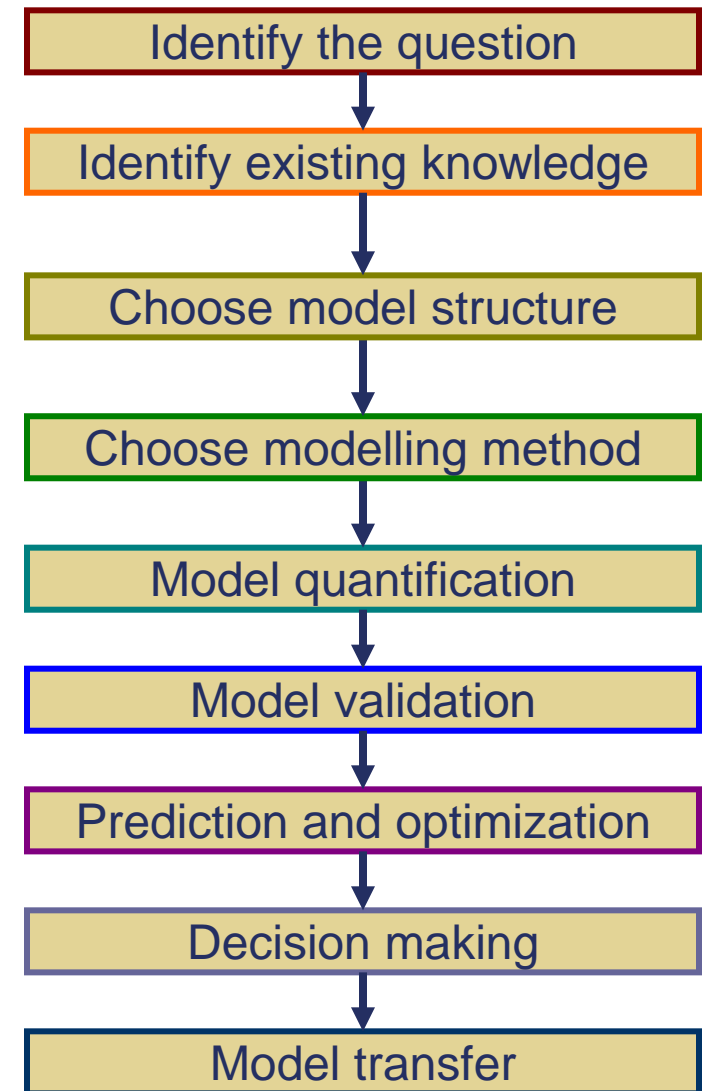 Identify the question
Identify existing knowledge
Choose model structure
Choose modelling method
Model quantification
Model validation
Prediction and optimization
Decision making
Model transfer